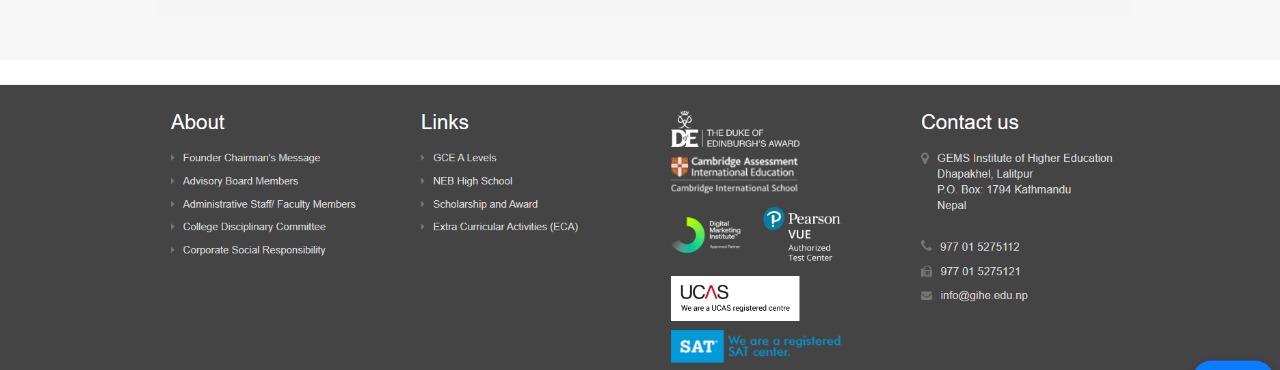 About
Founder Chairman's Message
Advisory Board Members
Administrative Staff/ Faculty Members
College Disciplinary Committee
Corporate Social Responsibility
Links
GCE A Levels
NEB High School
Scholarship and Award
Extra Curricular Activities (ECA)
DE
THE DUKE OF
EDINBURGH'S AWARD
Cambridge Assessment
International Education
Cambridge International School
Digital
Marketing
Institute
Approved Partner
Pearson
VUE
Authorized
Test Center
UCAS
We are a UCAS registered centre
SAT
We are a registered
SAT center.
Contact us
GEMS Institute of Higher Education
Dhapakhel, Lalitpur
P.O. Box: 1794 Kathmandu
Nepal
977 01 5275112
977 01 5275121
info@gihe.edu.np